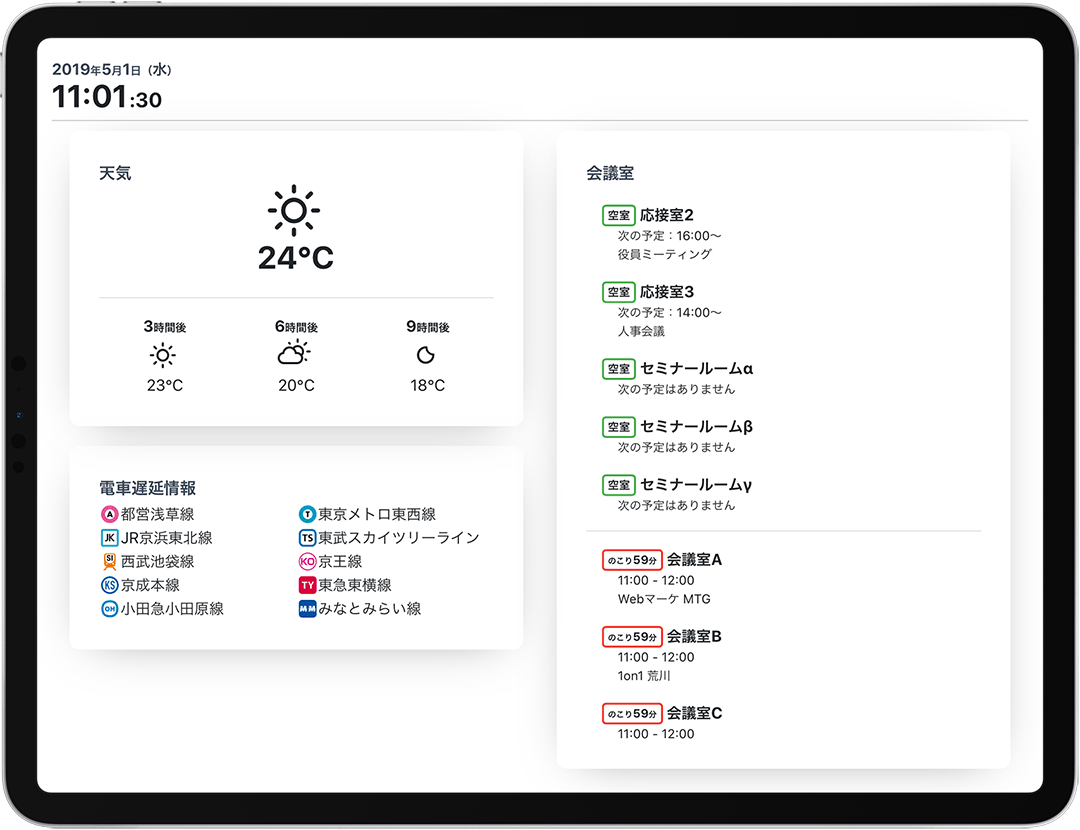 2019年5月1日（水）
11:01:30
天気
24°C
3時間後
6時間後
9時間後
23°C
20°C
18°C
電車遅延情報
A 都営浅草線
T 東京メトロ東西線
JK JR京浜東北線
TS 東武スカイツリーライン
SI 西武池袋線
KO 京王線
KS 京成本線
TY 東急東横線
OH 小田急小田原線
MM みなとみらい線
会議室
空室 応接室2
次の予定：16:00〜
役員ミーティング
空室 応接室3
次の予定：14:00〜
人事会議
空室 セミナールームα
次の予定はありません
空室 セミナールームβ
次の予定はありません
空室 セミナールームγ
次の予定はありません
のこり59分 会議室A
11:00 - 12:00
Webマーケ MTG
のこり59分 会議室B
11:00 - 12:00
1on1 荒川
のこり59分 会議室C
11:00 - 12:00